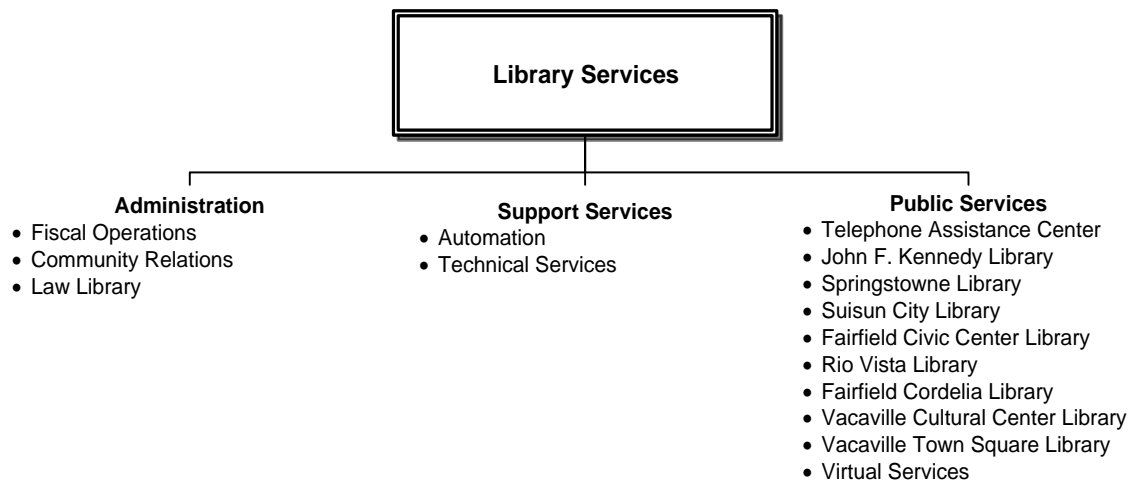 Library Services
Administration
• Fiscal Operations
• Community Relations
• Law Library
Support Services
• Automation
• Technical Services
Public Services
• Telephone Assistance Center
• John F. Kennedy Library
• Springstowne Library
• Suisun City Library
• Fairfield Civic Center Library
• Rio Vista Library
• Fairfield Cordelia Library
• Vacaville Cultural Center Library
• Vacaville Town Square Library
• Virtual Services